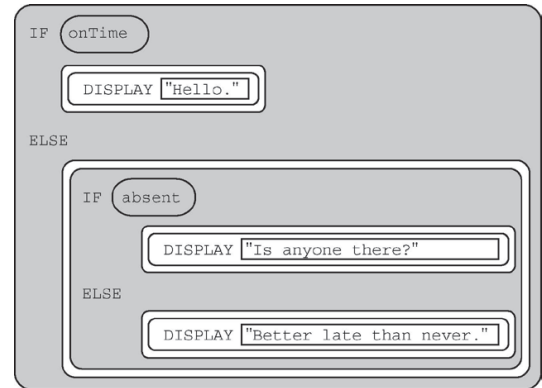 IF onTime
DISPLAY "Hello."
ELSE
IF absent
DISPLAY "Is anyone there?"
ELSE
DISPLAY "Better late than never."